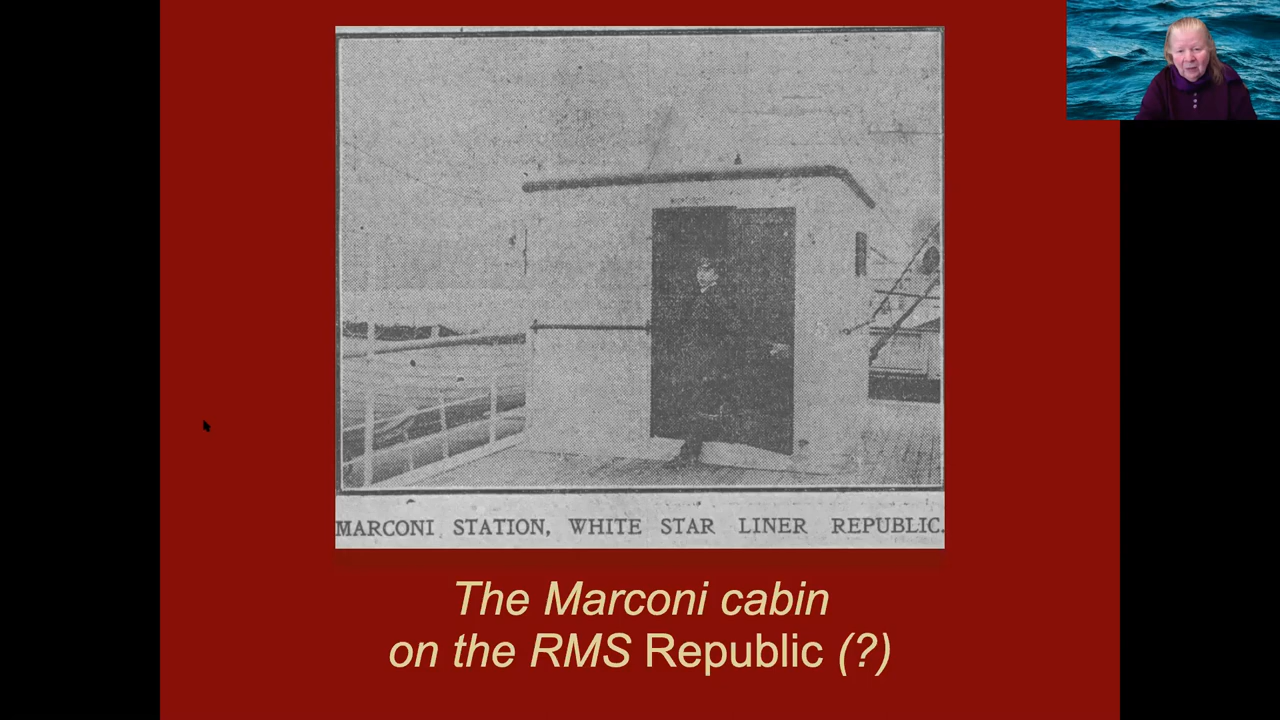 MARCONI STATION, WHITE STAR LINER REPUBLIC.
The Marconi cabin
on the RMS Republic (?)